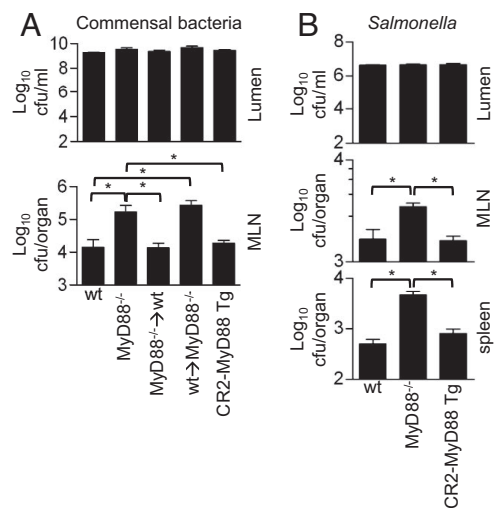 A Commensal bacteria
10
8
6
4
2
Log10
cfu/ml
Lumen
*
*
*
*
6
5
4
3
Log10
cfu/organ
MLN
wt
MyD88-/-
MyD88-/-→wt
wt→MyD88-/-
CR2-MyD88 Tg
B Salmonella
8
6
4
2
Log10
cfu/ml
Lumen
* *
4
3
Log10
cfu/organ
MLN
* *
4
3
2
Log10
cfu/organ
spleen
wt
MyD88-/-
CR2-MyD88 Tg